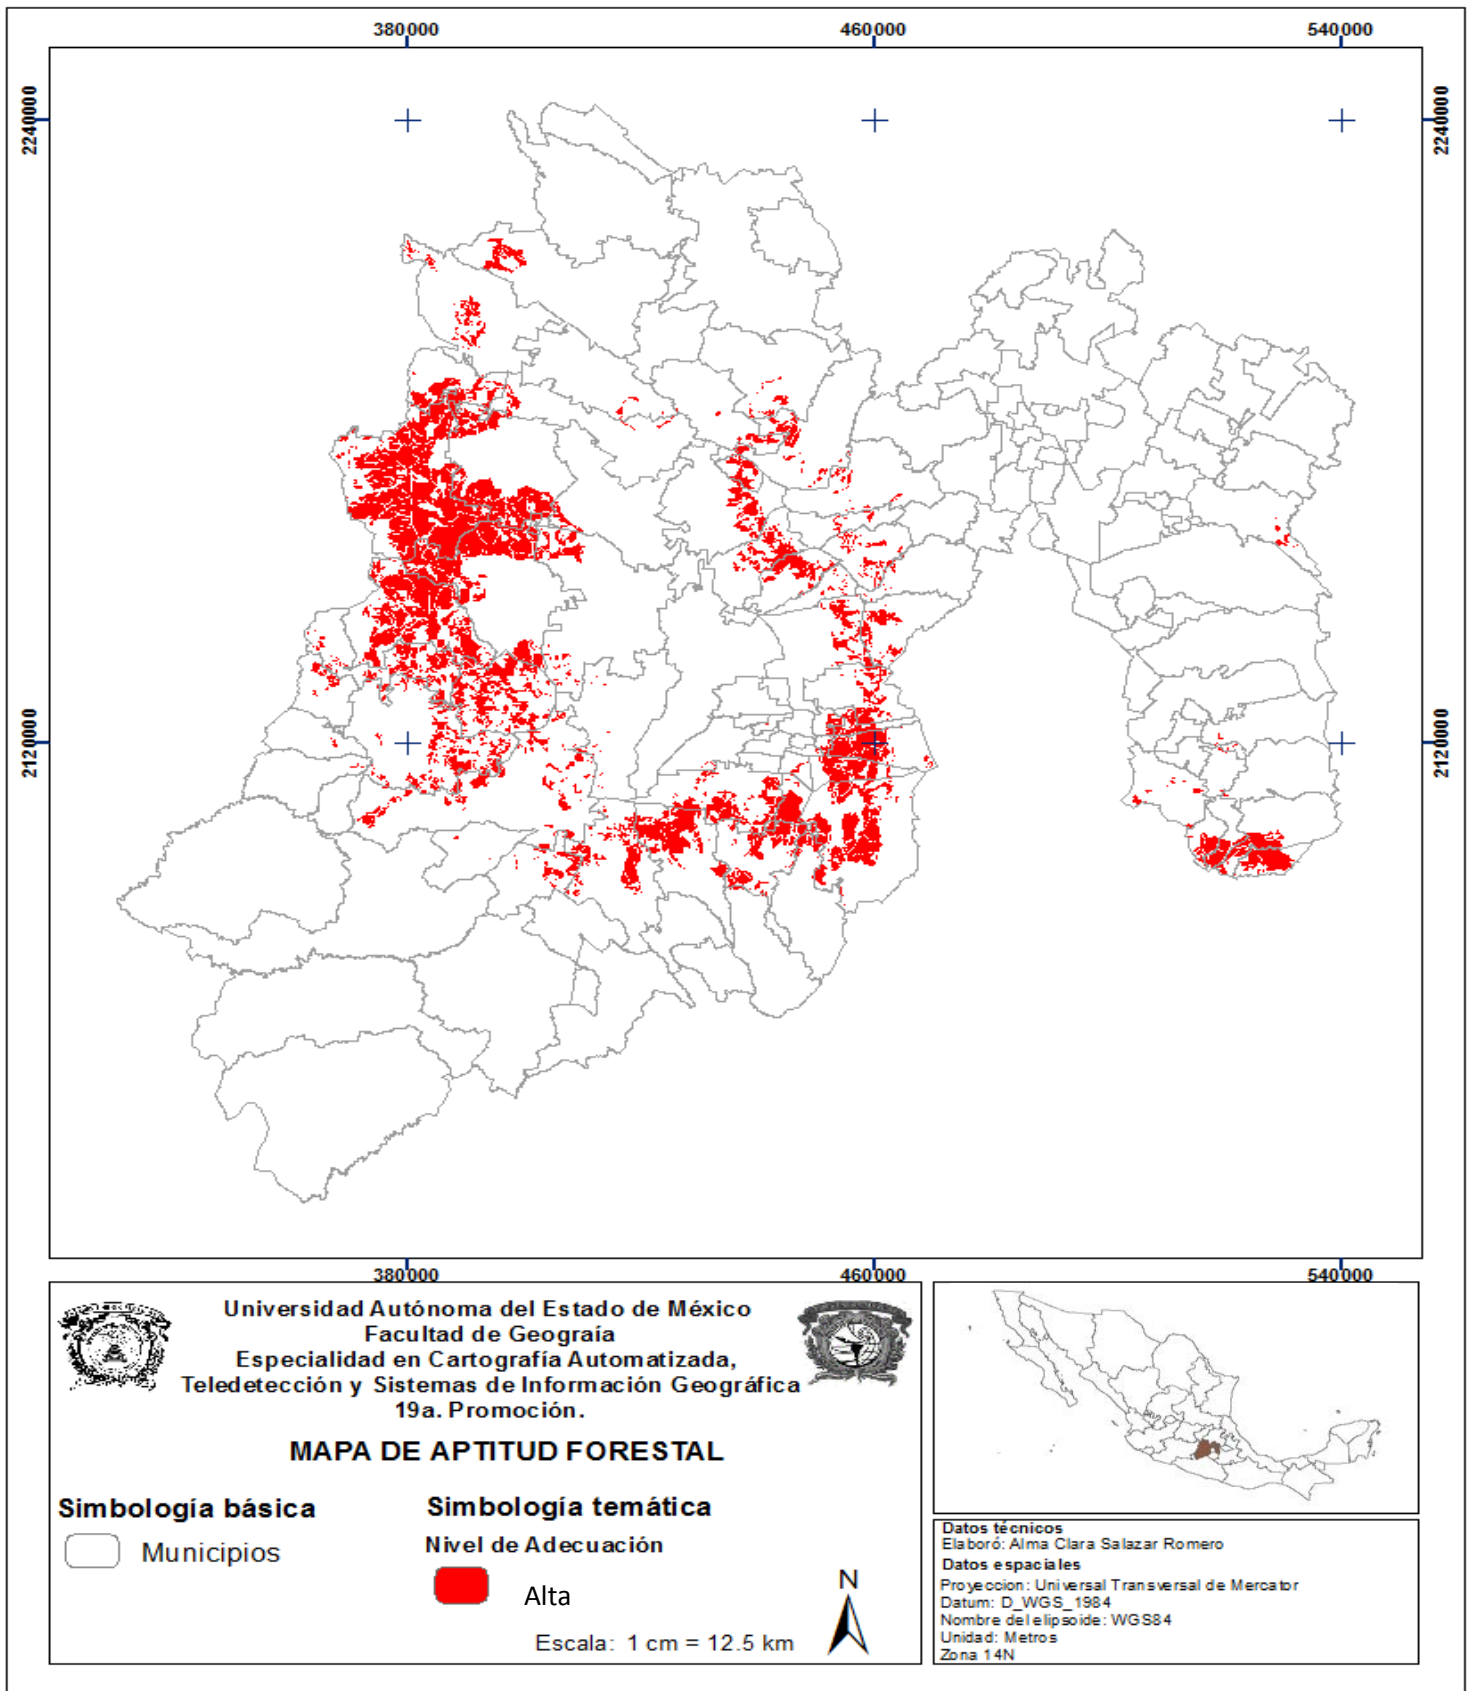 380000 460000 540000
2240000 2240000
2120000 2120000
380000 460000 540000
Universidad Autónoma del Estado de México
Facultad de Geograía
Especialidad en Cartografía Automatizada,
Teledetección y Sistemas de Información Geográfica
19a. Promoción.
MAPA DE APTITUD FORESTAL
Simbología básica
Municipios
Simbología temática
Nivel de Adecuación
Alta
Escala: 1 cm = 12.5 km
N
Datos técnicos
Elaboró: Alma Clara Salazar Romero
Datos espaciales
Proyeccion: Universal Transversal de Mercator
Datum: D_WGS_1984
Nombre del elipsoide: WGS84
Unidad: Metros
Zona 14N